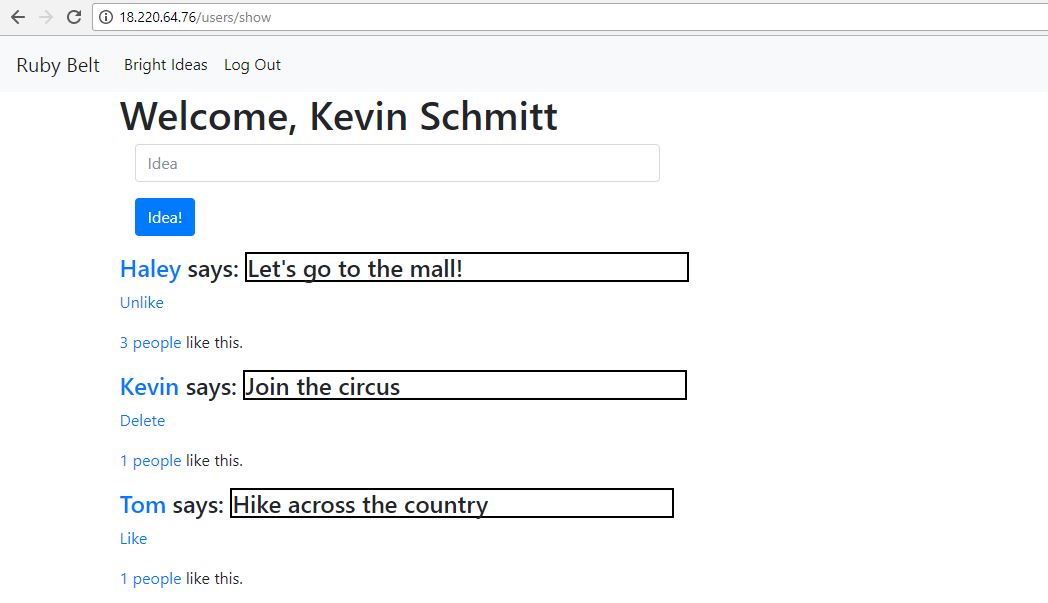 18.220.64.76/users/show
Ruby Belt Bright Ideas Log Out
Welcome, Kevin Schmitt
Idea
Idea!
Haley says: Let's go to the mall!
Unlike
3 people like this.
Kevin says: Join the circus
Delete
1 people like this.
Tom says: Hike across the country
Like
1 people like this.